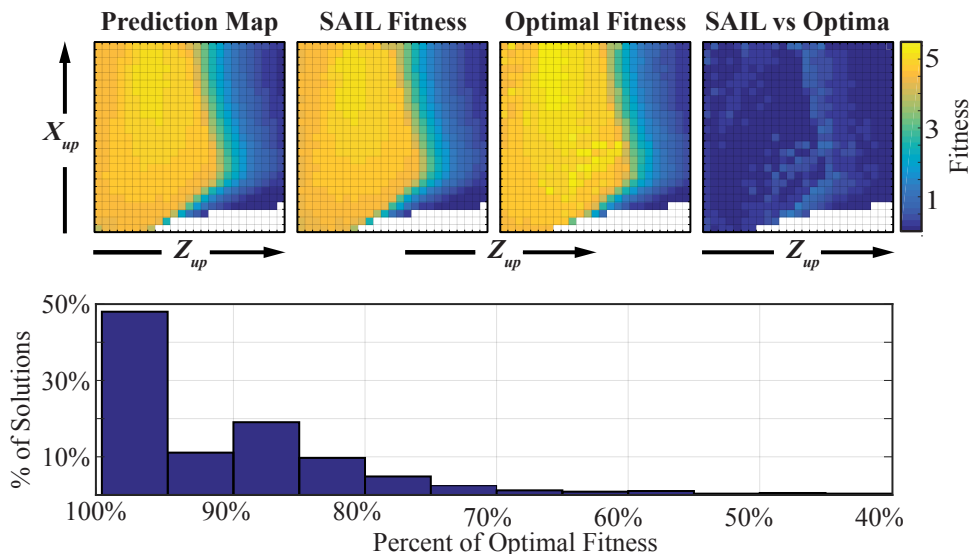 Prediction Map SAIL Fitness Optimal Fitness SAIL vs Optima
X_up
5
3
1
Fitness
Z_up Z_up Z_up
50%
30%
10%
% of Solutions
100% 90% 80% 70% 60% 50% 40%
Percent of Optimal Fitness